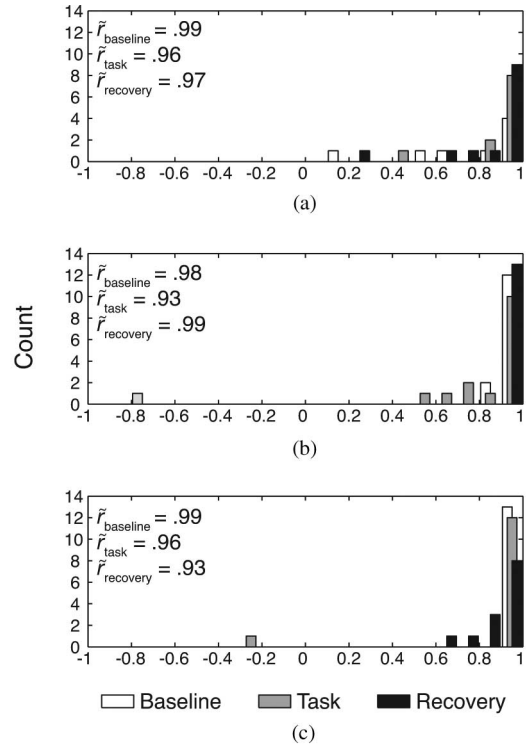 14
12
10
8
6
4
2
0
r̃baseline = .99
r̃task = .96
r̃recovery = .97
-1 -0.8 -0.6 -0.4 -0.2 0 0.2 0.4 0.6 0.8 1
(a)
Count
14
12
10
8
6
4
2
0
r̃baseline = .98
r̃task = .93
r̃recovery = .99
-1 -0.8 -0.6 -0.4 -0.2 0 0.2 0.4 0.6 0.8 1
(b)
14
12
10
8
6
4
2
0
r̃baseline = .99
r̃task = .96
r̃recovery = .93
-1 -0.8 -0.6 -0.4 -0.2 0 0.2 0.4 0.6 0.8 1
Baseline Task Recovery
(c)